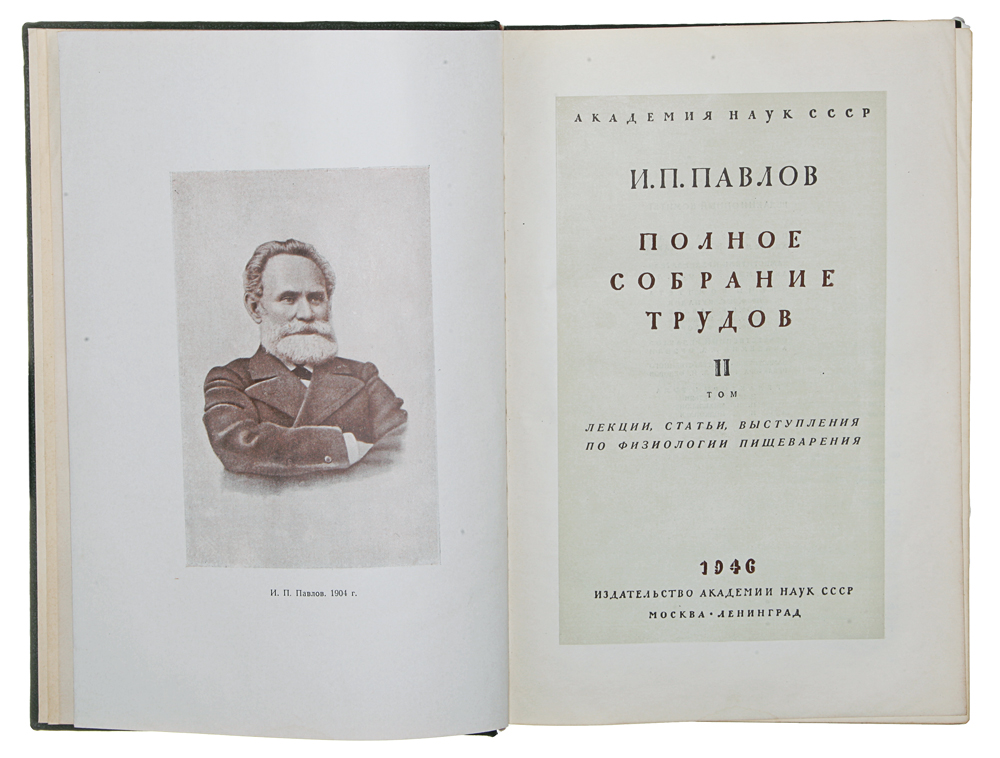 И. П. Павлов. 1904 г.
АКАДЕМИЯ НАУК СССР
И.П.ПАВЛОВ
ПОЛНОЕ
СОБРАНИЕ
ТРУДОВ
II
ТОМ
ЛЕКЦИИ, СТАТЬИ, ВЫСТУПЛЕНИЯ
ПО ФИЗИОЛОГИИ ПИЩЕВАРЕНИЯ
1946
ИЗДАТЕЛЬСТВО АКАДЕМИИ НАУК СССР
МОСКВА • ЛЕНИНГРАД